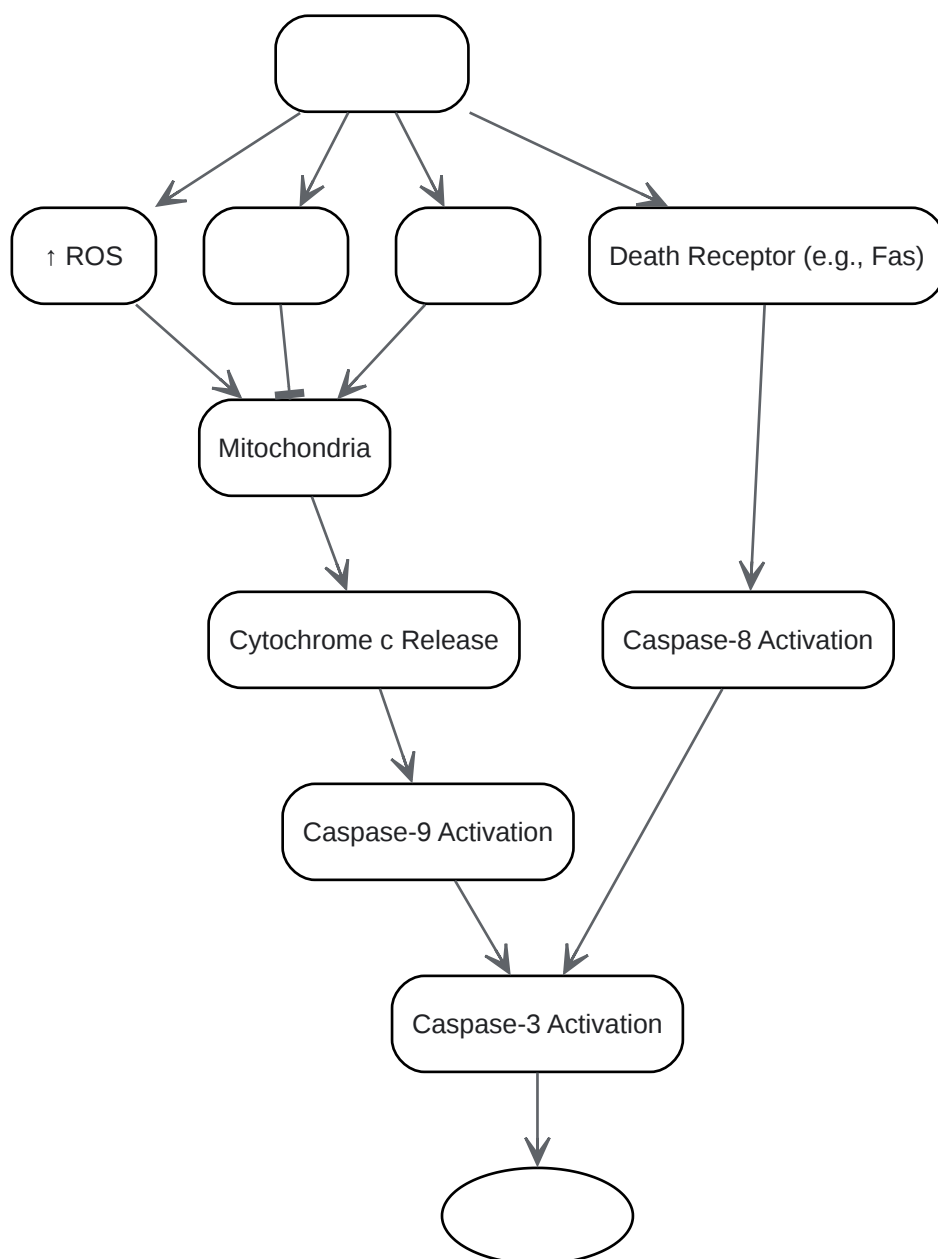 ↑ ROS
Death Receptor (e.g., Fas)
Mitochondria
Cytochrome c Release
Caspase-8 Activation
Caspase-9 Activation
Caspase-3 Activation